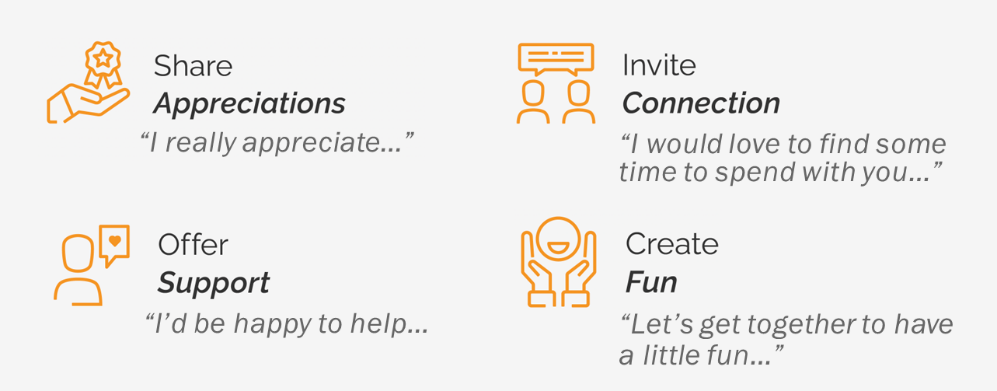 Share
Appreciations
“I really appreciate...”
Invite
Connection
“I would love to find some
time to spend with you...”
Offer
Support
“I’d be happy to help...
Create
Fun
“Let’s get together to have
a little fun...”